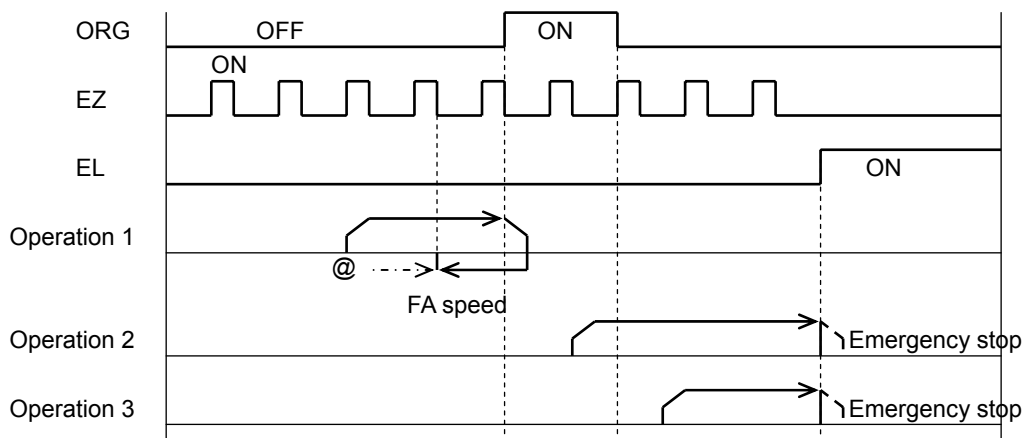 ORG OFF ON
ON
EZ
EL ON
Operation 1
@
FA speed
Operation 2 Emergency stop
Operation 3 Emergency stop